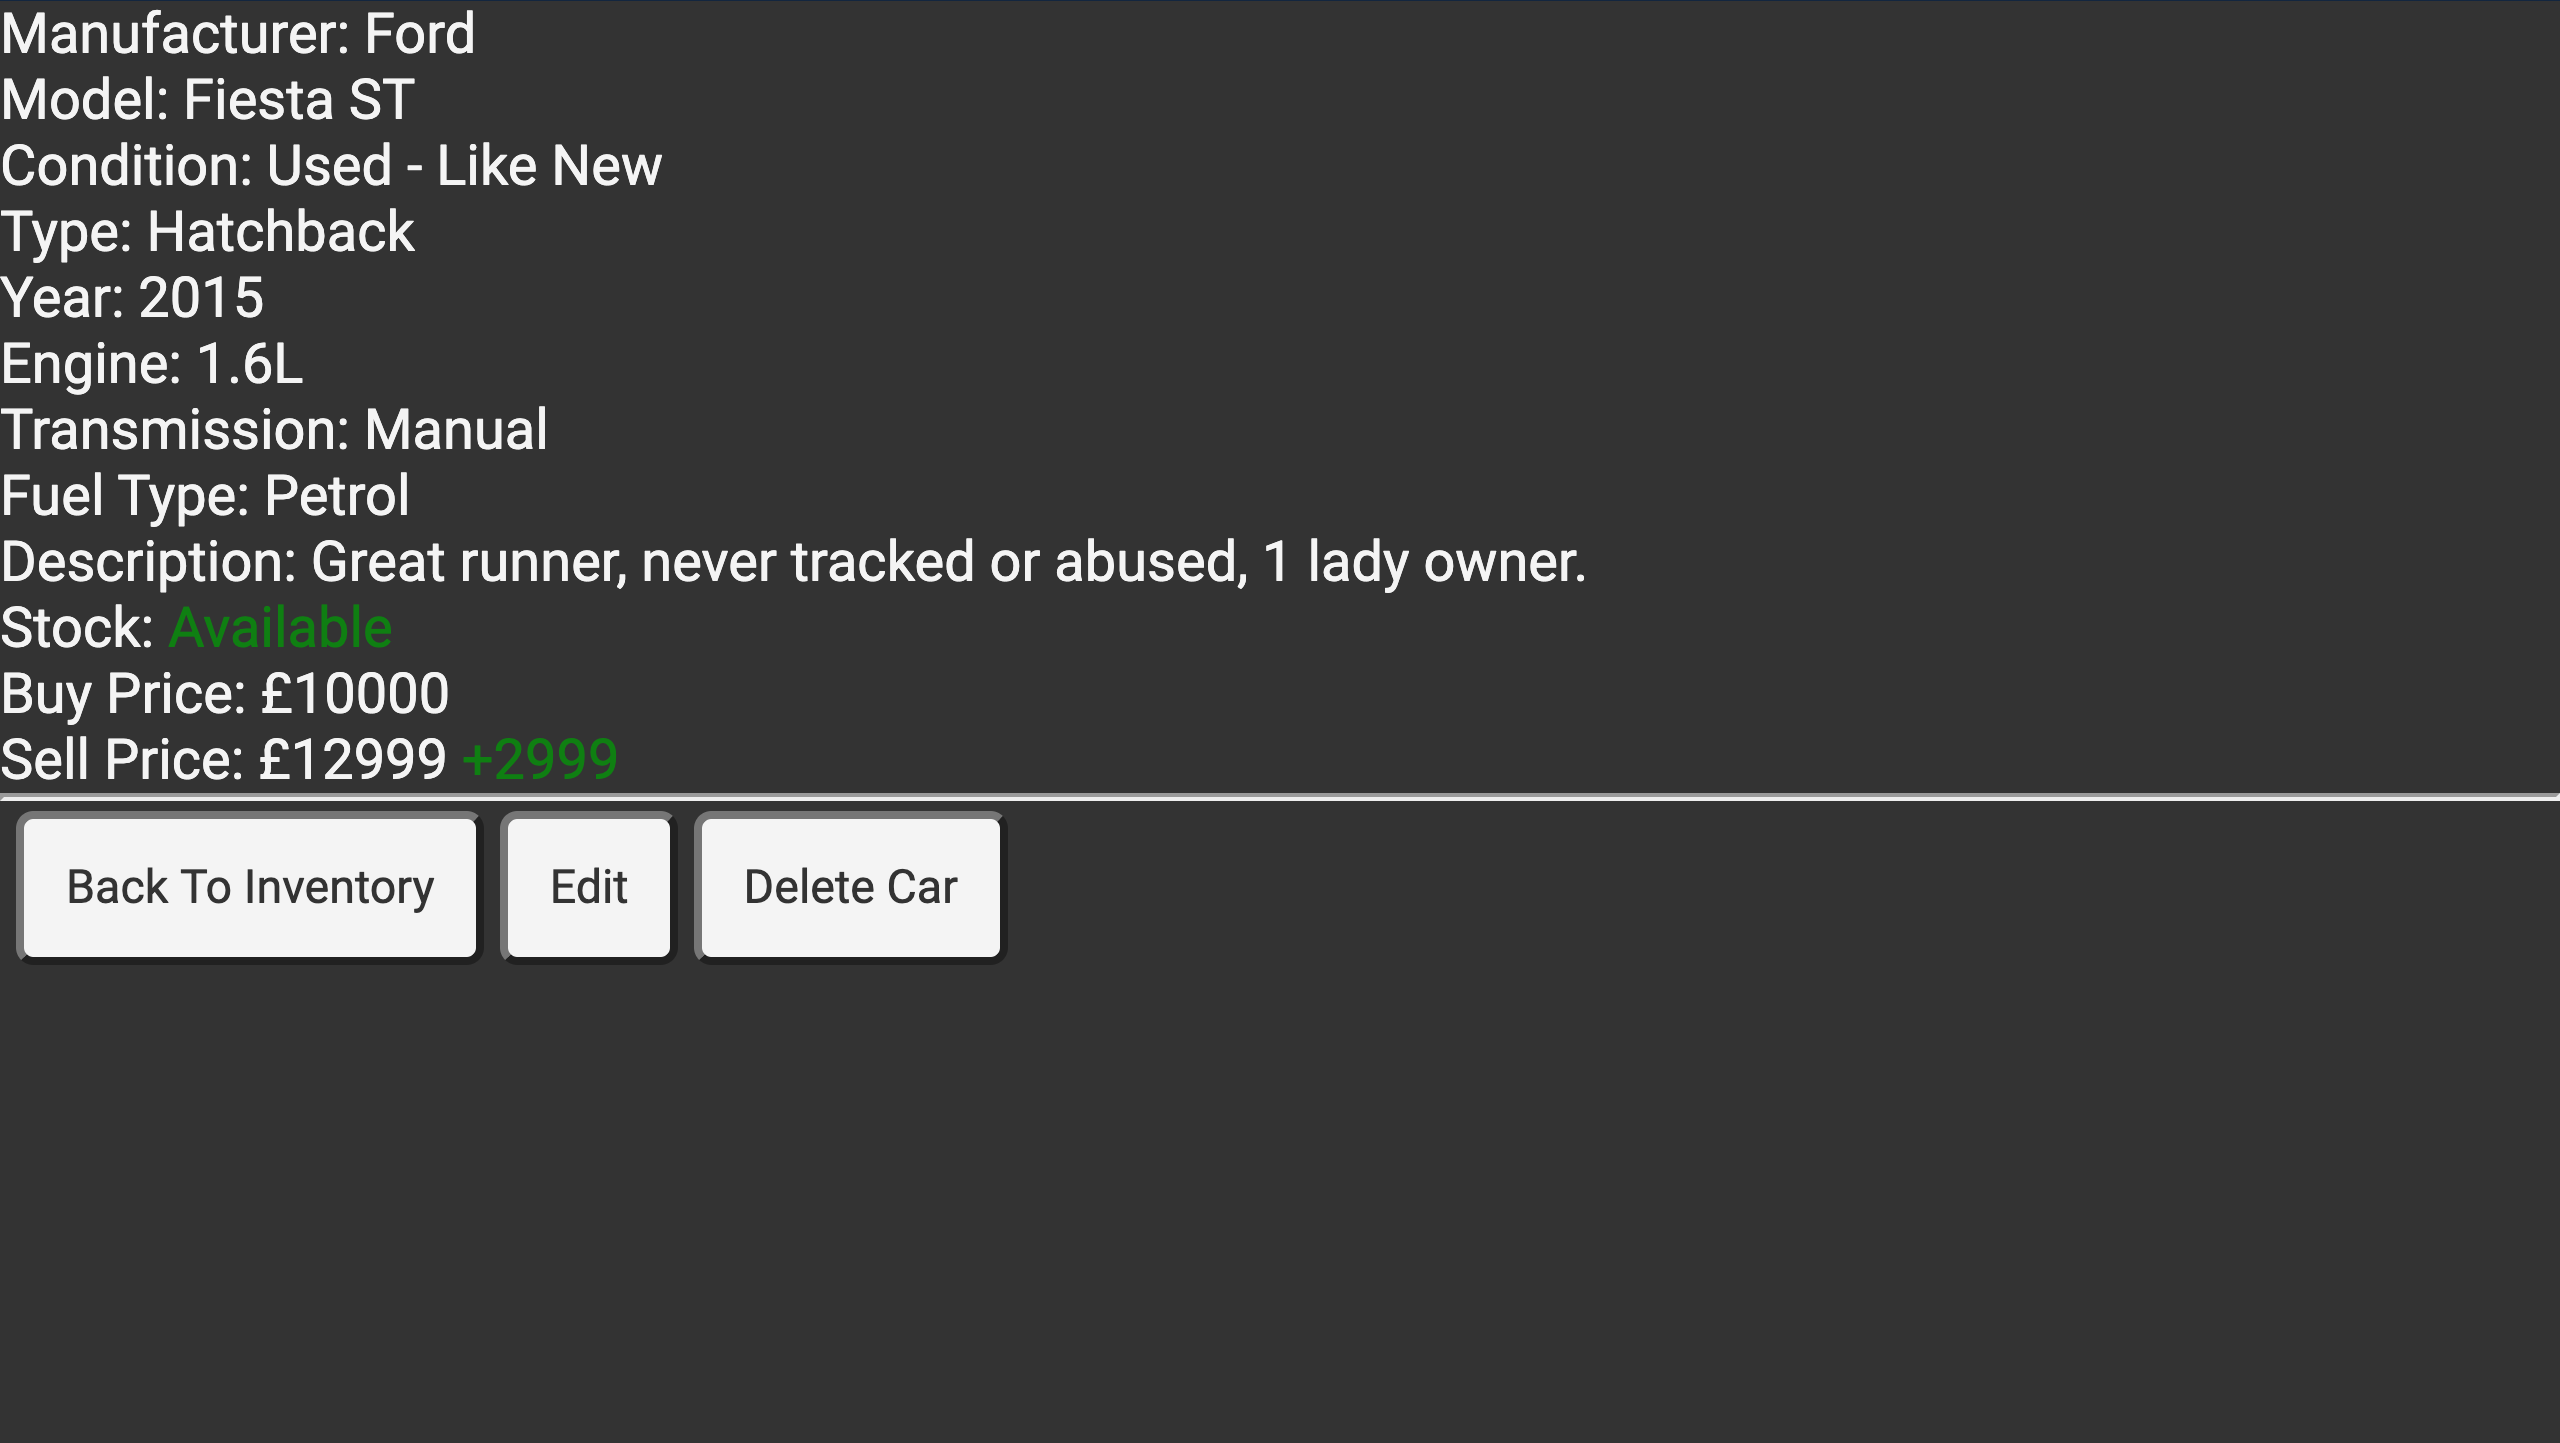 Manufacturer: Ford
Model: Fiesta ST
Condition: Used - Like New
Type: Hatchback
Year: 2015
Engine: 1.6L
Transmission: Manual
Fuel Type: Petrol
Description: Great runner, never tracked or abused, 1 lady owner.
Stock: Available
Buy Price: £10000
Sell Price: £12999 +2999
Back To Inventory Edit Delete Car